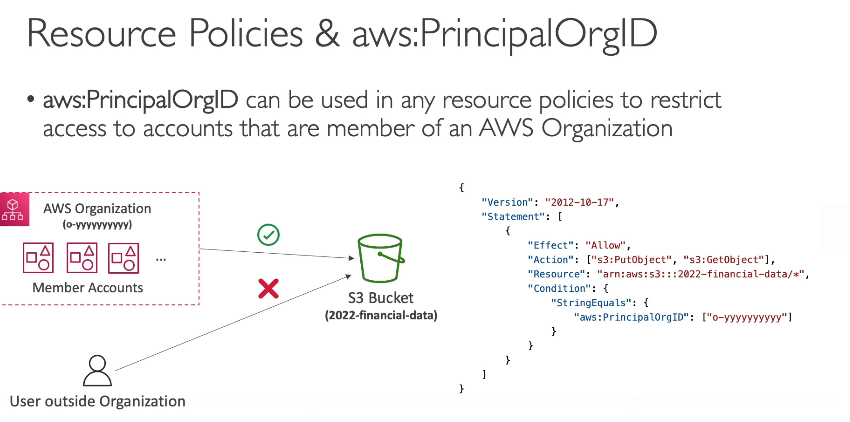 Resource Policies & aws:PrincipalOrgID
• aws:PrincipalOrgID can be used in any resource policies to restrict
access to accounts that are member of an AWS Organization
AWS Organization
(o-yyyyyyyyyy)
...
Member Accounts
S3 Bucket
(2022-financial-data)
User outside Organization
{
"Version": "2012-10-17",
"Statement": [
{
"Effect": "Allow",
"Action": ["s3:PutObject", "s3:GetObject"],
"Resource": "arn:aws:s3:::2022-financial-data/*",
"Condition": {
"StringEquals": {
"aws:PrincipalOrgID": ["o-yyyyyyyyyy"]
}
}
}
]
}